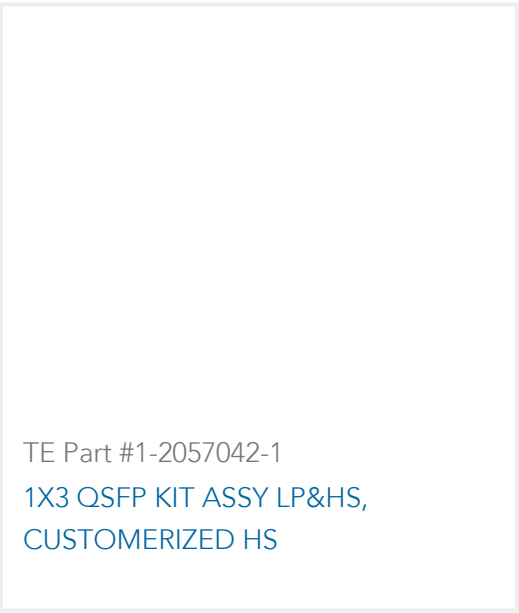 TE Part #1-2057042-1
1X3 QSFP KIT ASSY LP&HS,
CUSTOMERIZED HS